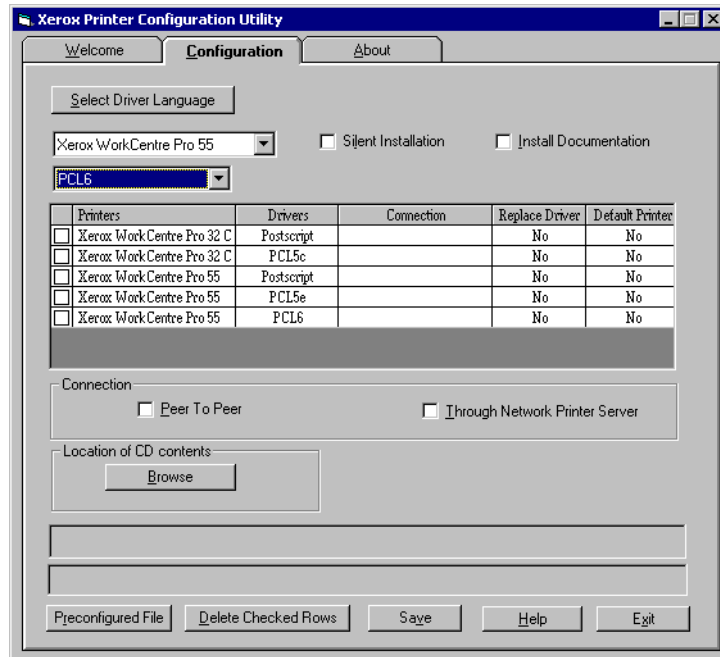 Xerox Printer Configuration Utility
Welcome Configuration About
Select Driver Language
Xerox WorkCentre Pro 55 Silent Installation Install Documentation
PCL6
Printers Drivers Connection Replace Driver Default Printer
Xerox WorkCentre Pro 32 C Postscript No No
Xerox WorkCentre Pro 32 C PCL5c No No
Xerox WorkCentre Pro 55 Postscript No No
Xerox WorkCentre Pro 55 PCL5e No No
Xerox WorkCentre Pro 55 PCL6 No No
Connection
Peer To Peer Through Network Printer Server
Location of CD contents
Browse
Preconfigured File Delete Checked Rows Save Help Exit